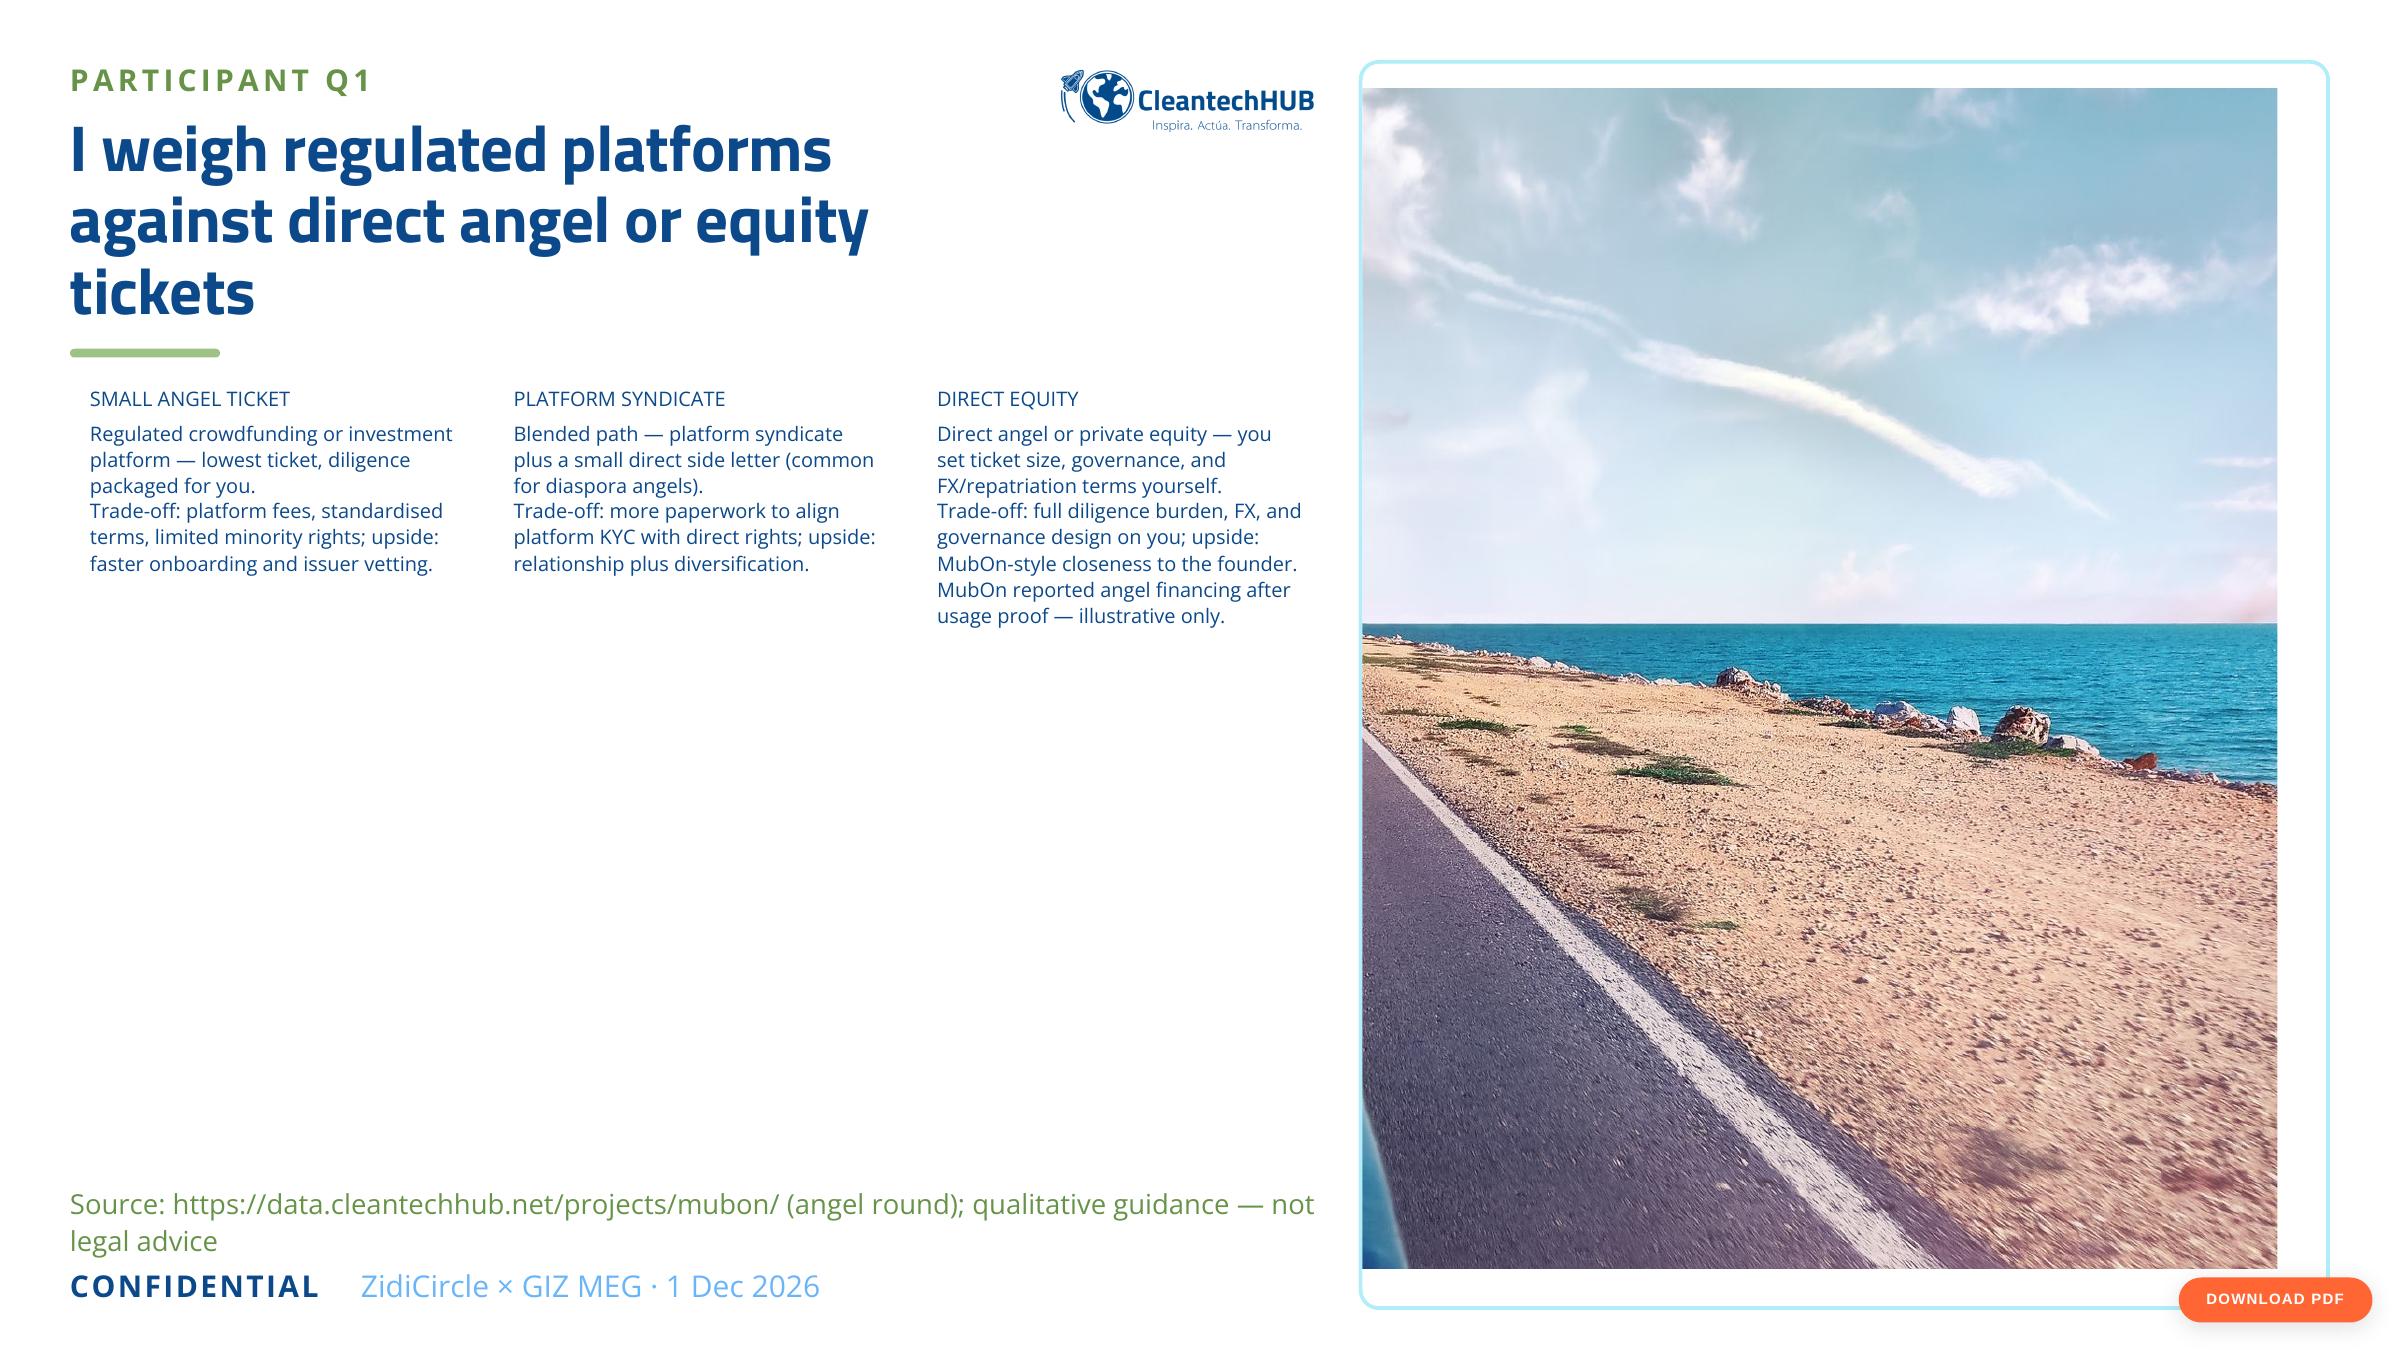 PARTICIPANT Q1
I weigh regulated platforms
against direct angel or equity
tickets
CleantechHUB
Inspira. Actúa. Transforma.
SMALL ANGEL TICKET
Regulated crowdfunding or investment
platform — lowest ticket, diligence
packaged for you.
Trade-off: platform fees, standardised
terms, limited minority rights; upside:
faster onboarding and issuer vetting.
PLATFORM SYNDICATE
Blended path — platform syndicate
plus a small direct side letter (common
for diaspora angels).
Trade-off: more paperwork to align
platform KYC with direct rights; upside:
relationship plus diversification.
DIRECT EQUITY
Direct angel or private equity — you
set ticket size, governance, and
FX/repatriation terms yourself.
Trade-off: full diligence burden, FX, and
governance design on you; upside:
MubOn-style closeness to the founder.
MubOn reported angel financing after
usage proof — illustrative only.
Source: https://data.cleantechhub.net/projects/mubon/ (angel round); qualitative guidance — not
legal advice
CONFIDENTIAL ZidiCircle × GIZ MEG · 1 Dec 2026
DOWNLOAD PDF